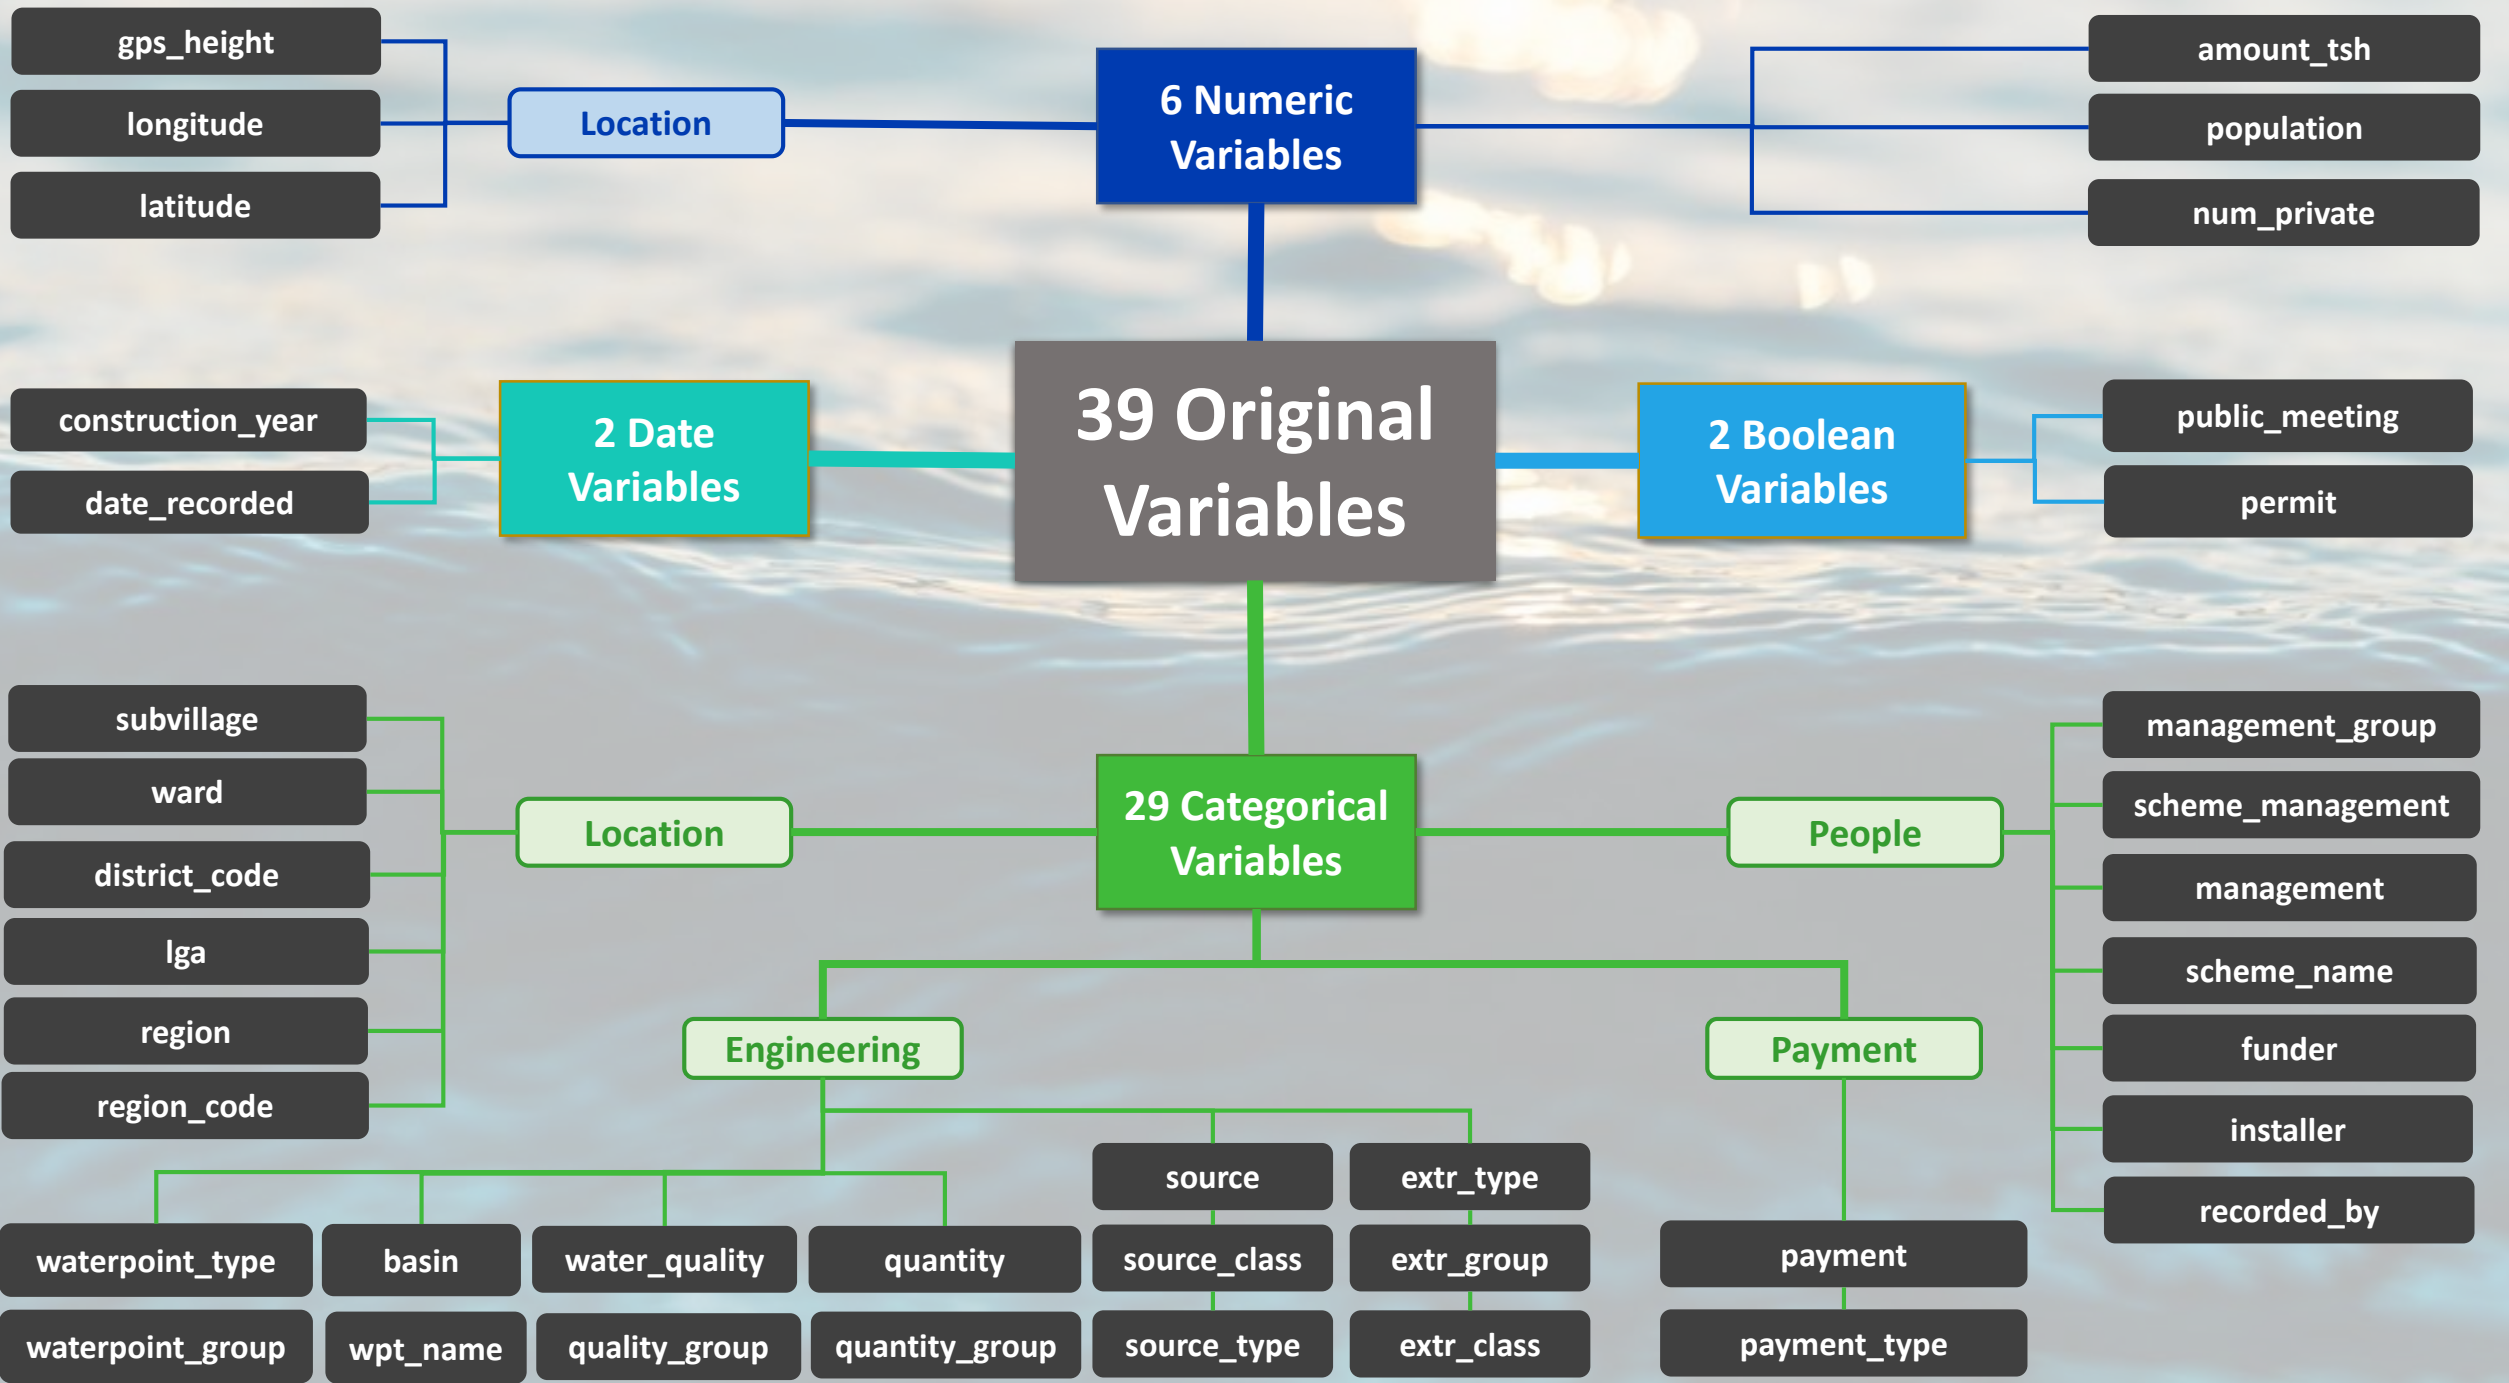 gps_height
longitude
latitude
Location
6 Numeric
Variables
amount_tsh
population
num_private
construction_year
date_recorded
2 Date
Variables
39 Original
Variables
2 Boolean
Variables
public_meeting
permit
subvillage
ward
district_code
lga
region
region_code
Location
29 Categorical
Variables
People
management_group
scheme_management
management
scheme_name
funder
installer
recorded_by
Engineering
Payment
waterpoint_type
waterpoint_group
basin
wpt_name
water_quality
quality_group
quantity
quantity_group
source
source_class
source_type
extr_type
extr_group
extr_class
payment
payment_type